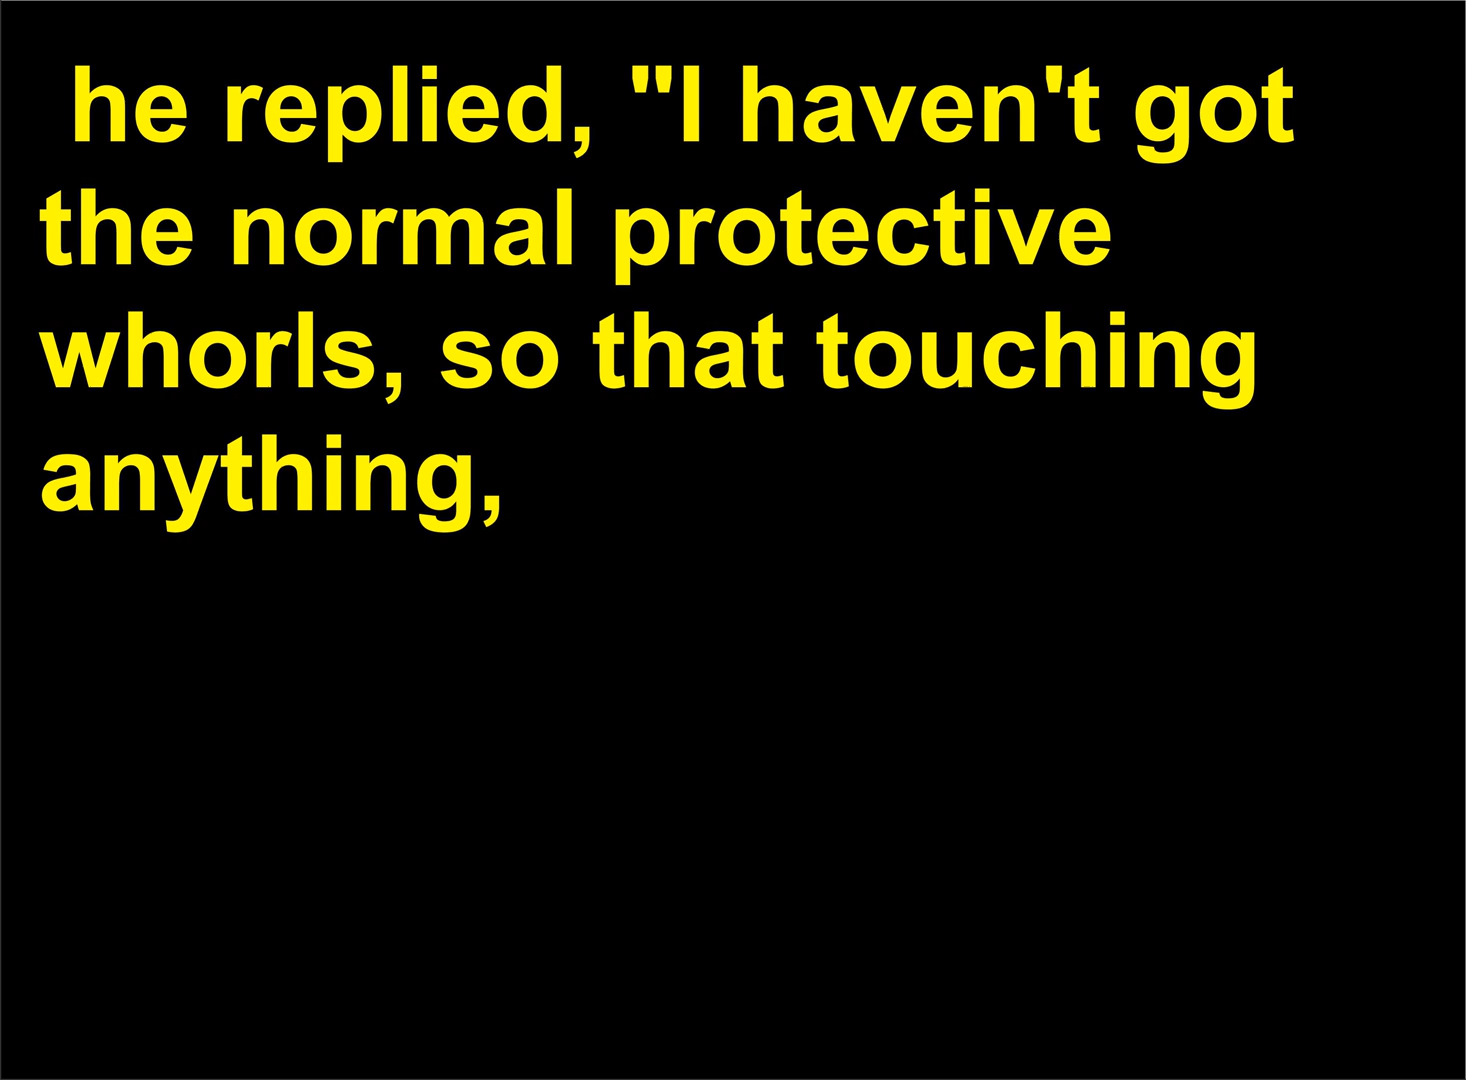 he replied, "I haven't got
the normal protective
whorls, so that touching
anything,